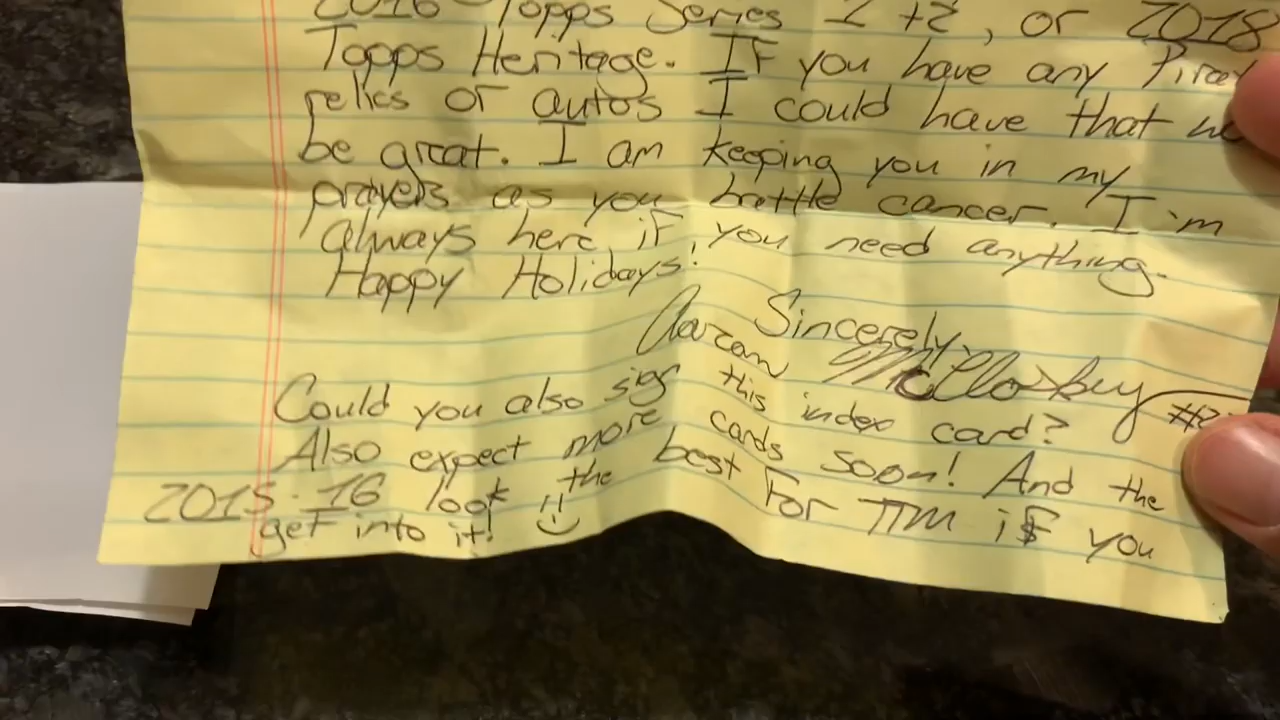 2016 Topps Series 1 +2, or 2018
Topps Heritage. If you have any
relics or autos I could have that
be great. I am keeping you in my
prayers as you battle cancer. I'm
always here if you need anything.
Happy Holidays!
Sincerely,
Aaron McCloskey
Could you also sign this index card?
Also expect more cards soon! And the
2015-16 look the best for TTM if you
get into it!